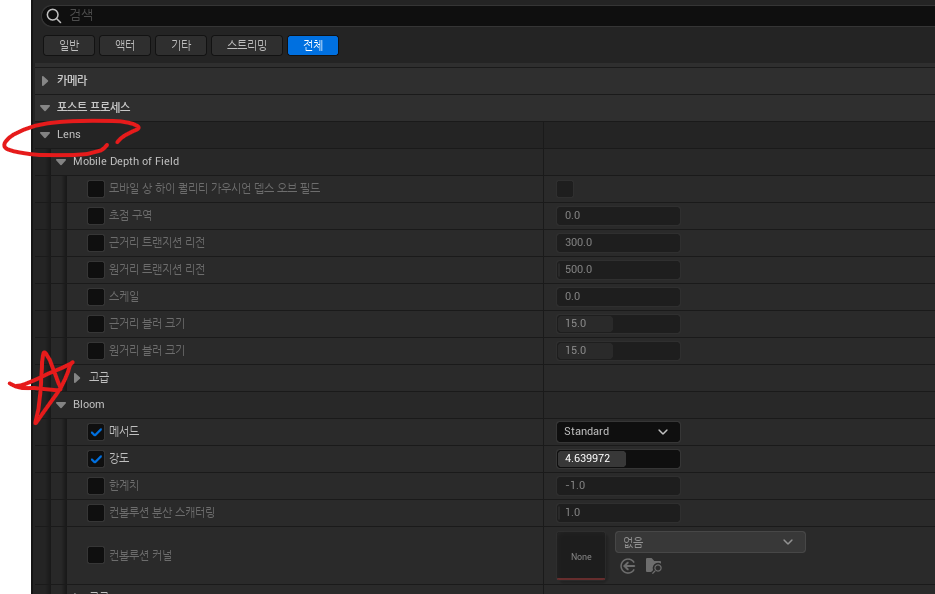 검색
일반 액터 기타 스트리밍 전체
카메라
포스트 프로세스
Lens
Mobile Depth of Field
모바일 상 하이 퀄리티 가우시언 뎁스 오브 필드
초점 구역 0.0
근거리 트랜지션 리전 300.0
원거리 트랜지션 리전 500.0
스케일 0.0
근거리 블러 크기 15.0
원거리 블러 크기 15.0
고급
Bloom
메서드 Standard
강도 4.639972
한계치 -1.0
컨볼루션 분산 스캐터링 1.0
컨볼루션 커널 None 없음